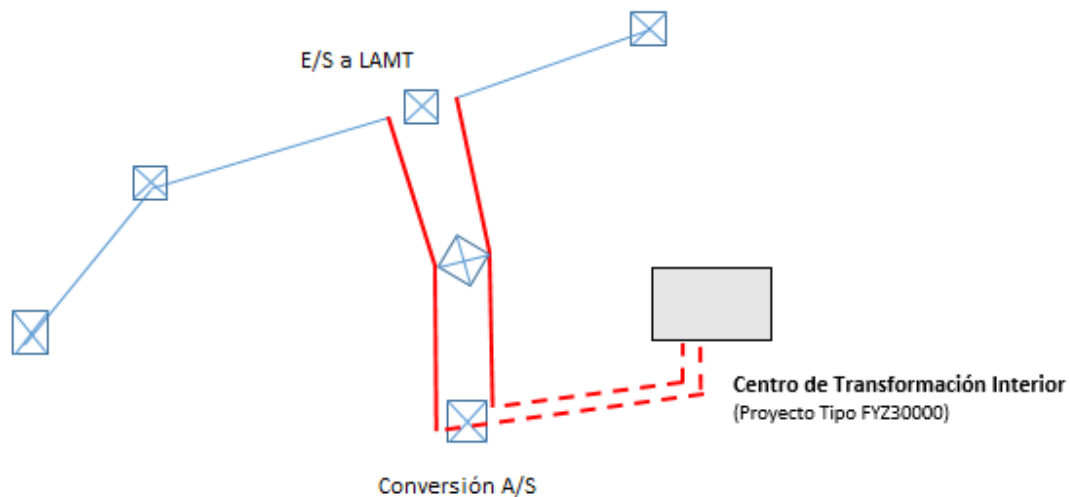 E/S a LAMT
Centro de Transformación Interior
(Proyecto Tipo FYZ30000)
Conversión A/S